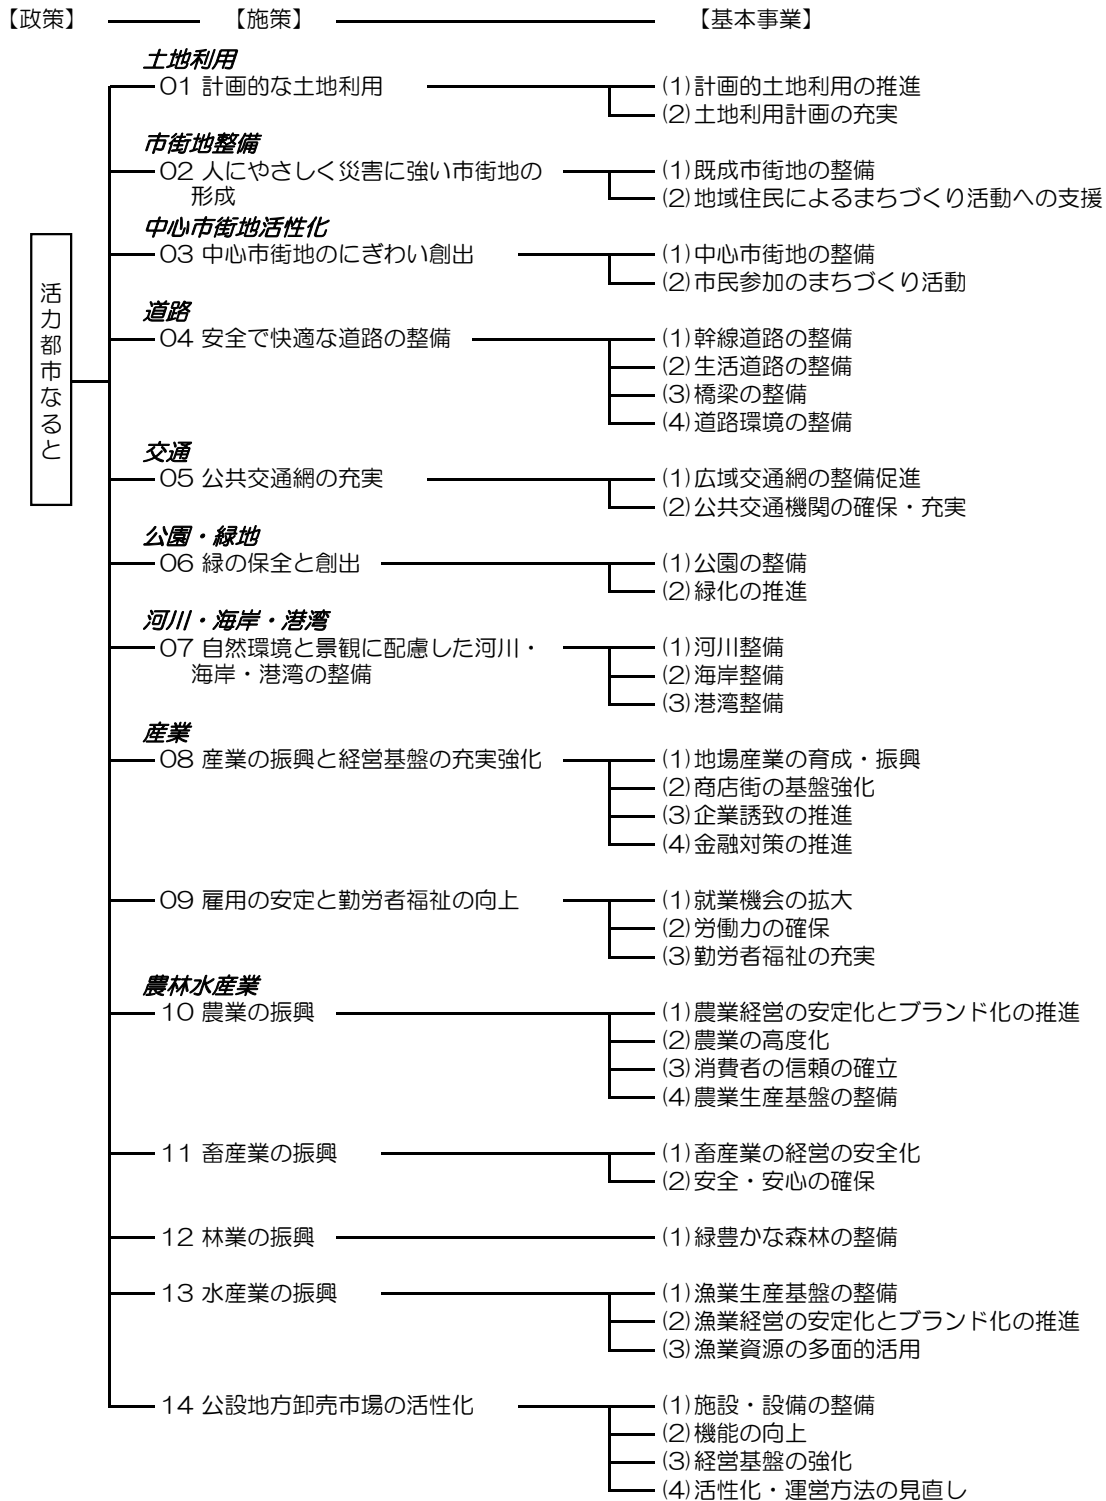 【政策】 【施策】 【基本事業】
土地利用
01 計画的な土地利用 (1)計画的土地利用の推進
(2)土地利用計画の充実
市街地整備
02 人にやさしく災害に強い市街地の (1)既成市街地の整備
形成 (2)地域住民によるまちづくり活動への支援
中心市街地活性化
03 中心市街地のにぎわい創出 (1)中心市街地の整備
(2)市民参加のまちづくり活動
活力都市なると
道路
04 安全で快適な道路の整備 (1)幹線道路の整備
(2)生活道路の整備
(3)橋梁の整備
(4)道路環境の整備
交通
05 公共交通網の充実 (1)広域交通網の整備促進
(2)公共交通機関の確保・充実
公園・緑地
06 緑の保全と創出 (1)公園の整備
(2)緑化の推進
河川・海岸・港湾
07 自然環境と景観に配慮した河川・ (1)河川整備
海岸・港湾の整備 (2)海岸整備
(3)港湾整備
産業
08 産業の振興と経営基盤の充実強化 (1)地場産業の育成・振興
(2)商店街の基盤強化
(3)企業誘致の推進
(4)金融対策の推進
09 雇用の安定と勤労者福祉の向上 (1)就業機会の拡大
(2)労働力の確保
(3)勤労者福祉の充実
農林水産業
10 農業の振興 (1)農業経営の安定化とブランド化の推進
(2)農業の高度化
(3)消費者の信頼の確立
(4)農業生産基盤の整備
11 畜産業の振興 (1)畜産業の経営の安全化
(2)安全・安心の確保
12 林業の振興 (1)緑豊かな森林の整備
13 水産業の振興 (1)漁業生産基盤の整備
(2)漁業経営の安定化とブランド化の推進
(3)漁業資源の多面的活用
14 公設地方卸売市場の活性化 (1)施設・設備の整備
(2)機能の向上
(3)経営基盤の強化
(4)活性化・運営方法の見直し